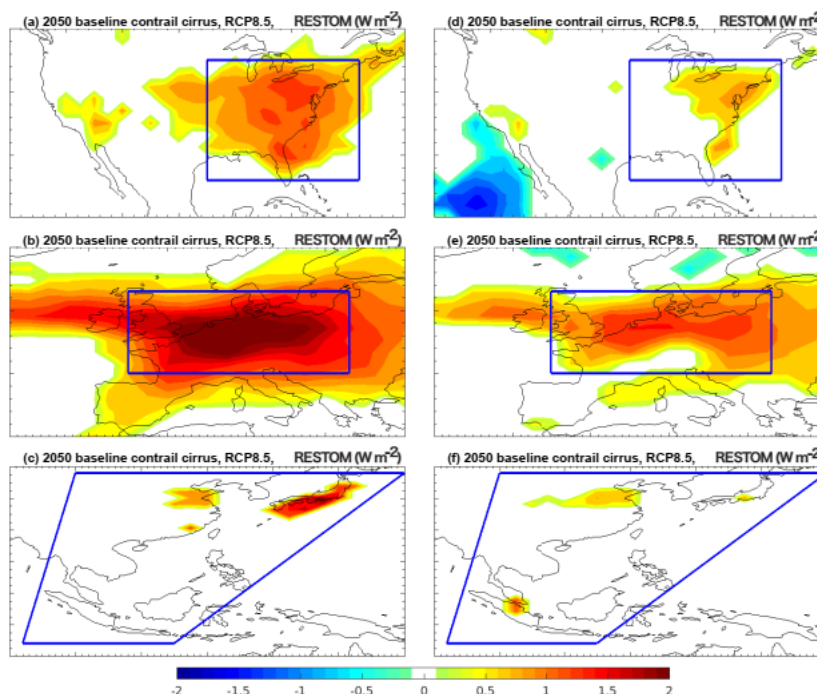 (a) 2050 baseline contrail cirrus, RCP8.5, RESTOM (W m-2)
(d) 2050 baseline contrail cirrus, RCP8.5, RESTOM (W m-2
(b) 2050 baseline contrail cirrus, RCP8.5, RESTOM (W m-2)
(e) 2050 baseline contrail cirrus, RCP8.5, RESTOM (W m-2
(c) 2050 baseline contrail cirrus, RCP8.5, RESTOM (W m-2)
(f) 2050 baseline contrail cirrus, RCP8.5, RESTOM (W m-2
-2 -1.5 -1 -0.5 0 0.5 1 1.5 2